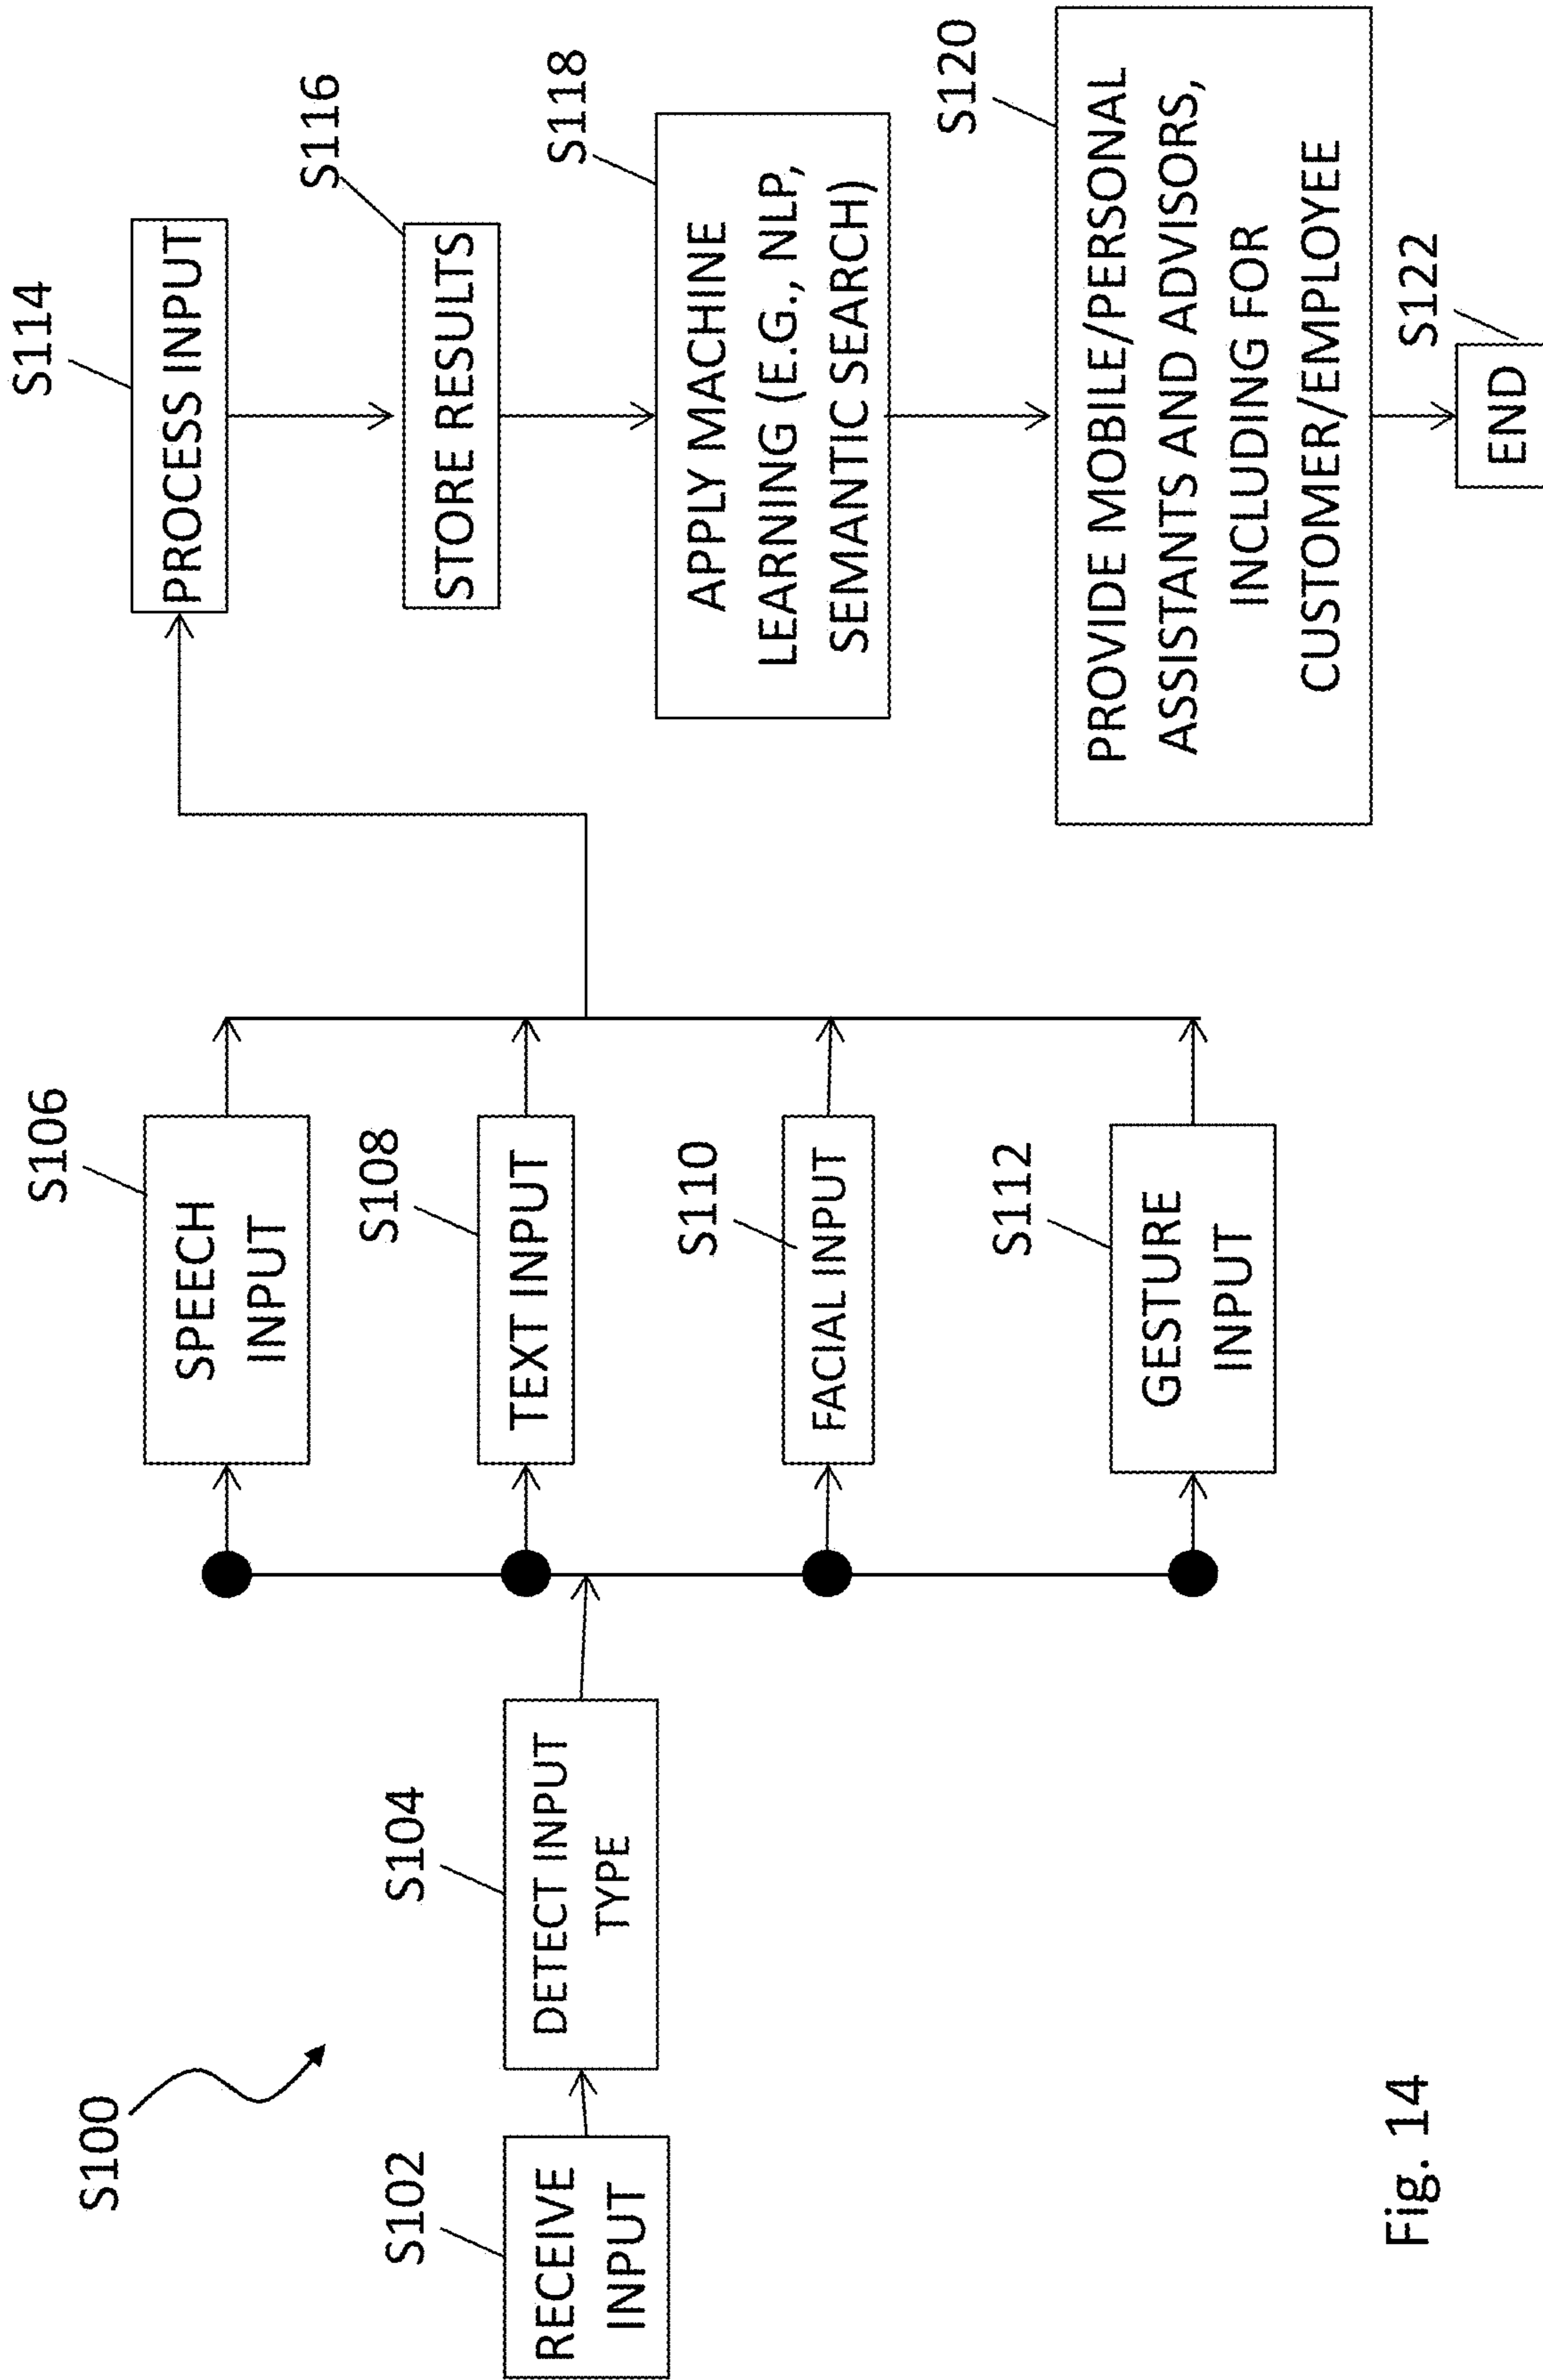 S100
S102
RECEIVE
INPUT
S104
DETECT INPUT
TYPE
S106
SPEECH
INPUT
S108
TEXT INPUT
S110
FACIAL INPUT
S112
GESTURE
INPUT
S114
PROCESS INPUT
S116
STORE RESULTS
S118
APPLY MACHINE
LEARNING (E.G., NLP,
SEMANTIC SEARCH)
S120
PROVIDE MOBILE/PERSONAL
ASSISTANTS AND ADVISORS,
INCLUDING FOR
CUSTOMER/EMPLOYEE
S122
END
Fig. 14